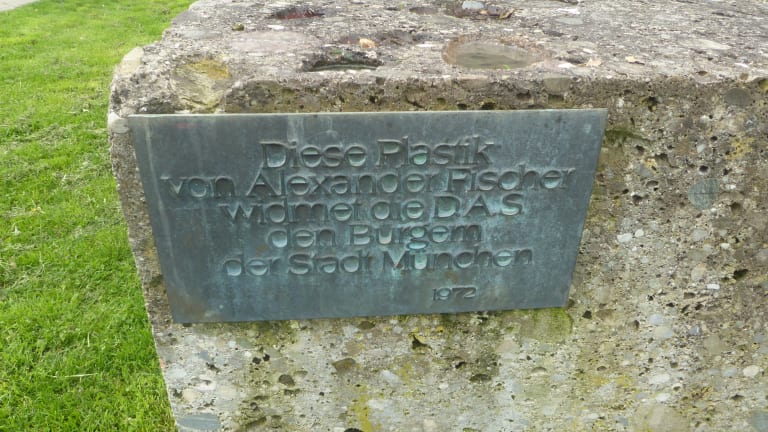 Diese Plastik
von Alexander Fischer
widmet die D.A.S.
den Bürgern
der Stadt München
1972